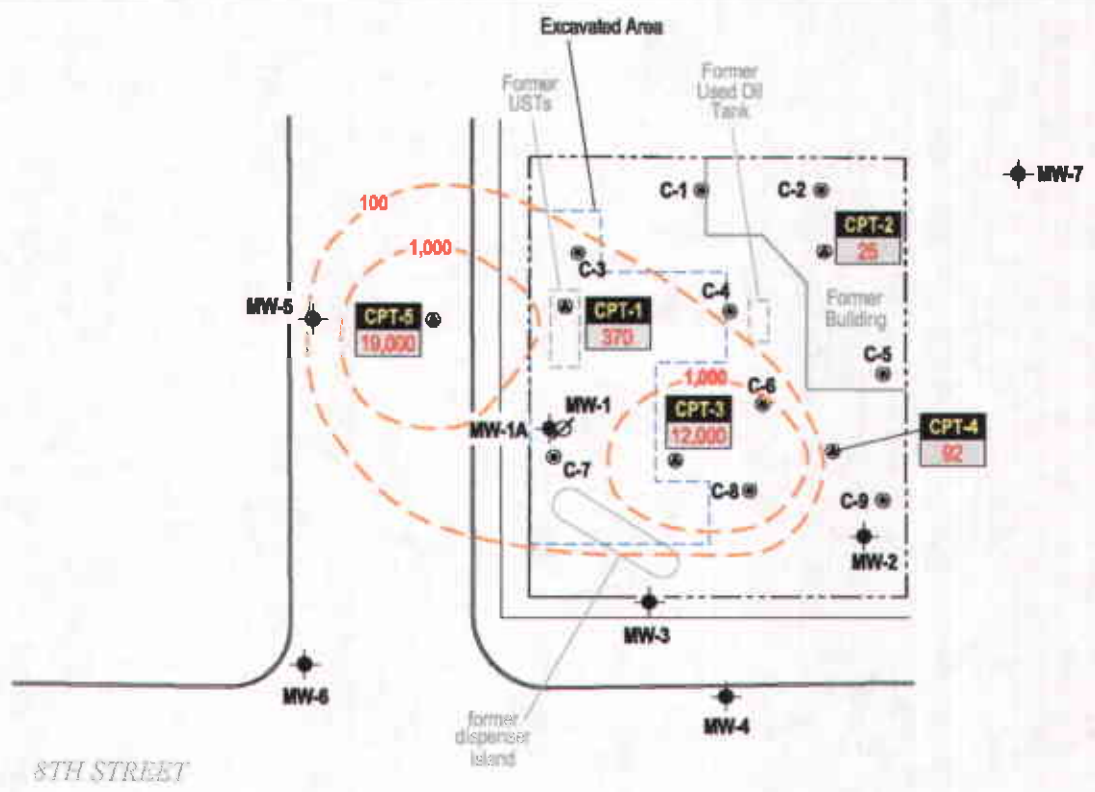 Excavated Area
Former
USTs
Former
Used Oil
Tank
MW-7
C-1
C-2
100
CPT-2
25
1,000
C-3
MW-5
CPT-5
19,000
CPT-1
370
C-4
Former
Building
C-5
1,000
C-6
MW-1
MW-1A
CPT-3
12,000
CPT-4
92
C-7
C-8
C-9
MW-2
MW-3
MW-6
MW-4
former
dispenser
island
8TH STREET